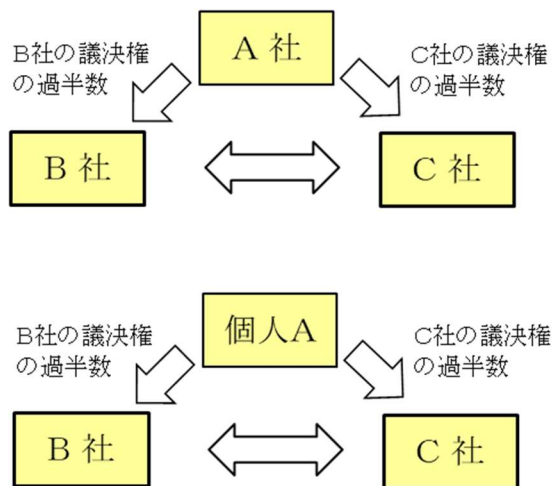 A 社
B社の議決権
の過半数
C社の議決権
の過半数
B 社
C 社
個人A
B社の議決権
の過半数
C社の議決権
の過半数
B 社
C 社